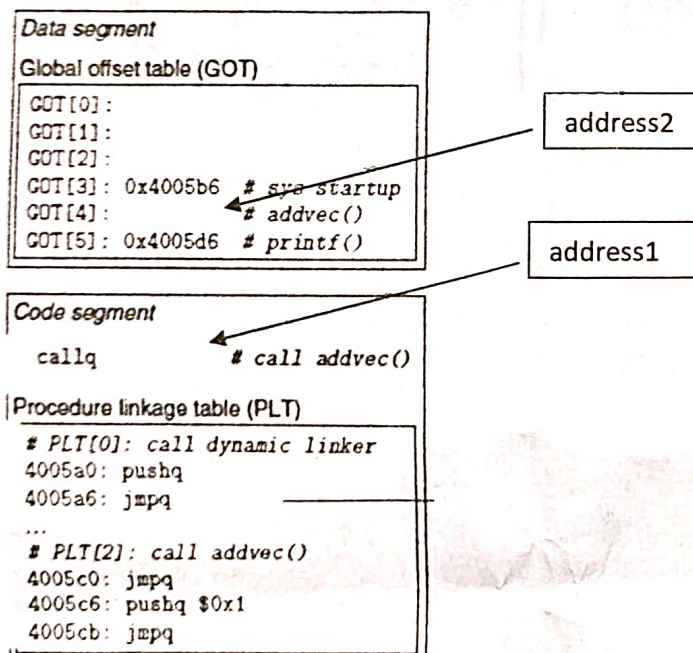 Data segment
Global offset table (GOT)
GOT[0]:
GOT[1]:
GOT[2]:
GOT[3]: 0x4005b6 # sys startup
GOT[4]: # addvec()
GOT[5]: 0x4005d6 # printf()
address2
address1
Code segment
callq # call addvec()
Procedure linkage table (PLT)
# PLT[0]: call dynamic linker
4005a0: pushq
4005a6: jmpq
...
# PLT[2]: call addvec()
4005c0: jmpq
4005c6: pushq $0x1
4005cb: jmpq